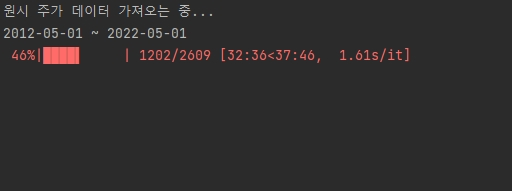 원시 주가 데이터 가져오는 중...
2012-05-01 ~ 2022-05-01
46%|████▌     | 1202/2609 [32:36<37:46,  1.61s/it]